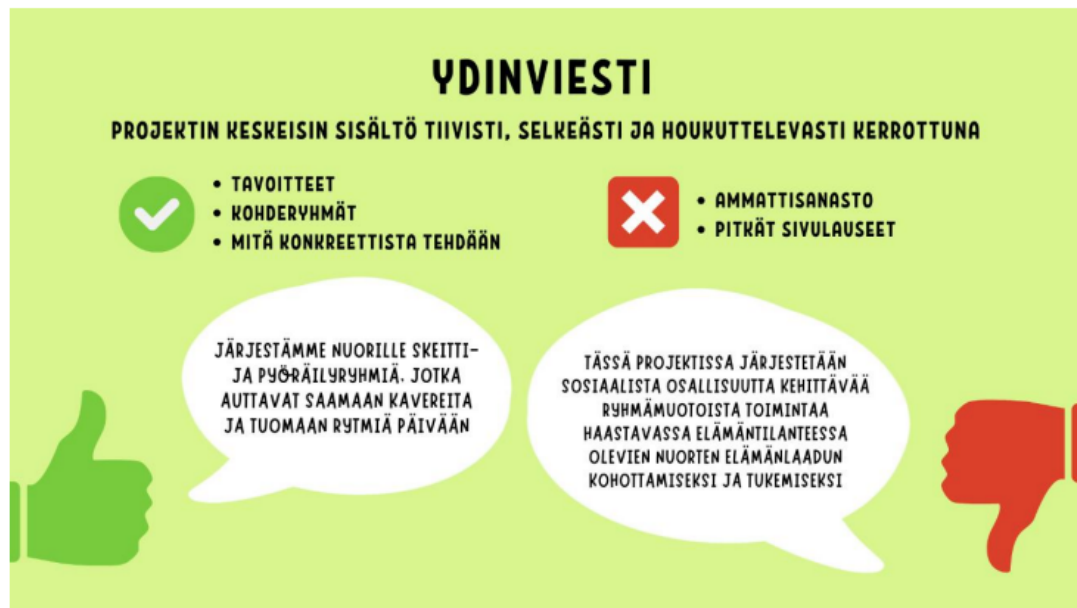 YDINVIESTI
PROJEKTIN KESKEISIN SISÄLTÖ TIIVISTI, SELKEÄSTI JA HOUKUTTELEVASTI KERROTTUNA
• TAVOITTEET
• KOHDERYHMÄT
• MITÄ KONKREETTISTA TEHDÄÄN
• AMMATTISANASTO
• PITKÄT SIVULAUSEET
JÄRJESTÄMME NUORILLE SKEITTI-
JA PYÖRÄILYRYHMIÄ. JOTKA
AUTTAVAT SAAMAAN KAVEREITA
JA TUOMAAN RYTMIÄ PÄIVÄÄN
TÄSSÄ PROJEKTISSA JÄRJESTETÄÄN
SOSIAALISTA OSALLISUUTTA KEHITTÄVÄÄ
RYHMÄMUOTOISTA TOIMINTAA
HAASTAVASSA ELÄMÄNTILANTEESSA
OLEVIEN NUORTEN ELÄMÄNLAADUN
KOHOTTAMISEKSI JA TUKEMISEKSI